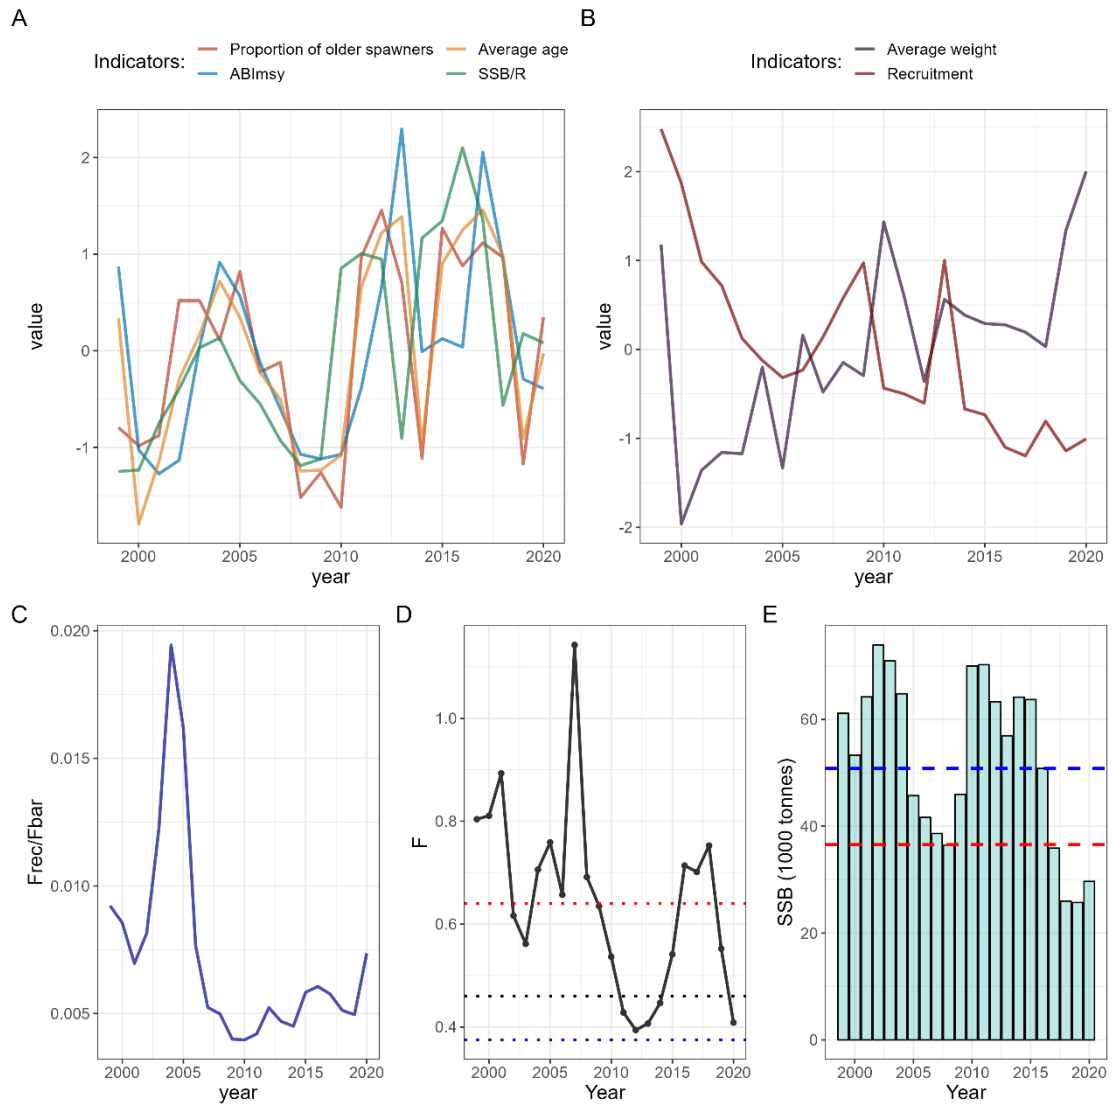 A
Indicators:
Proportion of older spawners
Average age
ABImsy
SSB/R
value
2
1
0
-1
2000
2005
2010
2015
2020
year
B
Indicators:
Average weight
Recruitment
value
2
1
0
-1
-2
2000
2005
2010
2015
2020
year
C
Frec/Fbar
0.020
0.015
0.010
0.005
2000
2005
2010
2015
2020
year
D
F
1.0
0.8
0.6
0.4
2000
2005
2010
2015
2020
Year
E
SSB (1000 tonnes)
60
40
20
0
2000
2005
2010
2015
2020
Year